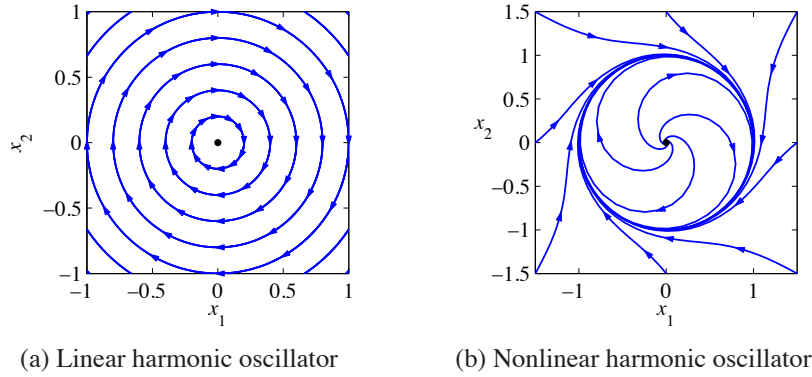 1
0.5
0
−0.5
−1
x2
−1 −0.5 0 0.5 1
x1
(a) Linear harmonic oscillator
1.5
1
0.5
0
−0.5
−1
−1.5
x2
−1 0 1
x1
(b) Nonlinear harmonic oscillator